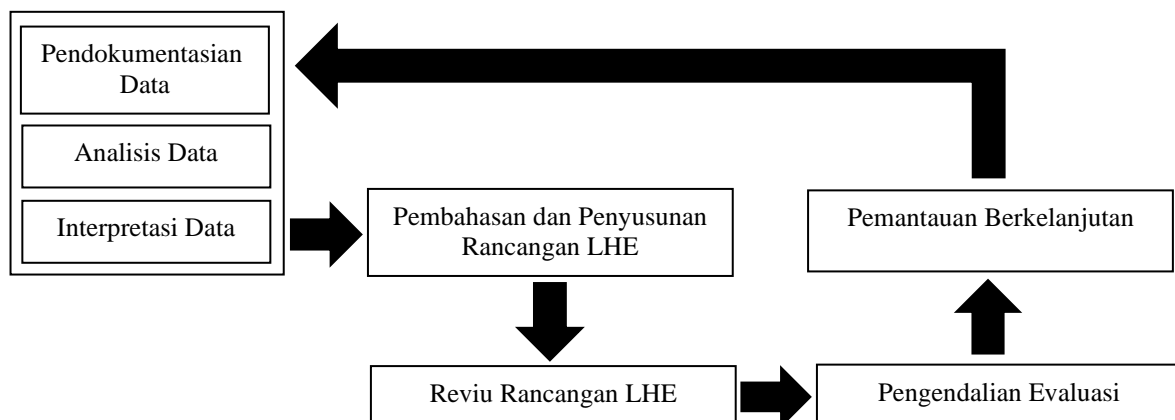 Pendokumentasian
Data
Analisis Data
Interpretasi Data
Pembahasan dan Penyusunan
Rancangan LHE
Pemantauan Berkelanjutan
Reviu Rancangan LHE
Pengendalian Evaluasi